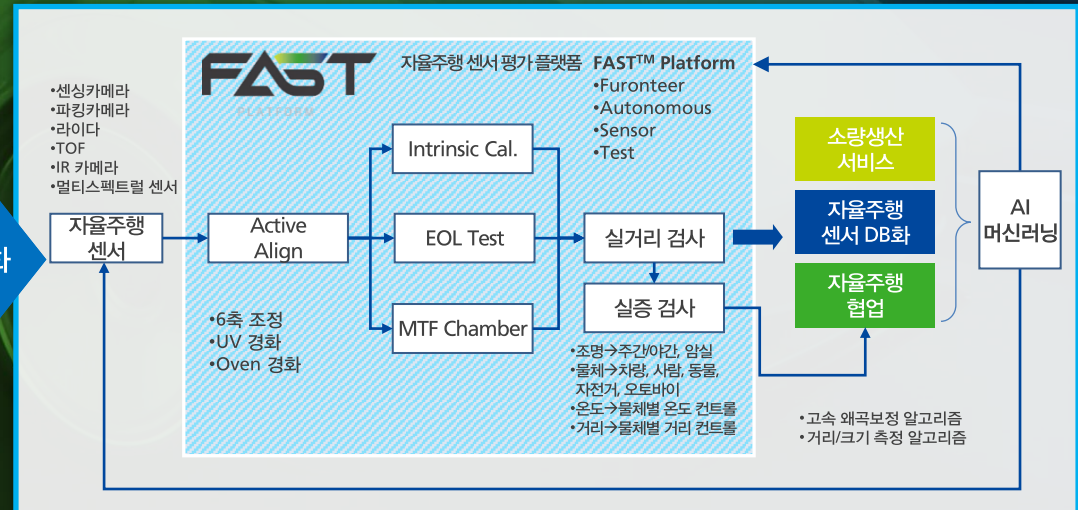 FAST
PLATFORM
자율주행 센서 평가 플랫폼
FAST™ Platform
•Furonteer
•Autonomous
•Sensor
•Test
•센싱카메라
•파킹카메라
•라이다
•TOF
•IR 카메라
•멀티스펙트럴 센서
화
자율주행
센서
Active
Align
•6축 조정
•UV 경화
•Oven 경화
Intrinsic Cal.
EOL Test
MTF Chamber
실거리 검사
실증 검사
•조명→주간/야간, 암실
•물체→차량, 사람, 동물,
자전거, 오토바이
•온도→물체별 온도 컨트롤
•거리→물체별 거리 컨트롤
소량생산
서비스
자율주행
센서 DB화
자율주행
협업
AI
머신러닝
•고속 왜곡보정 알고리즘
•거리/크기 측정 알고리즘